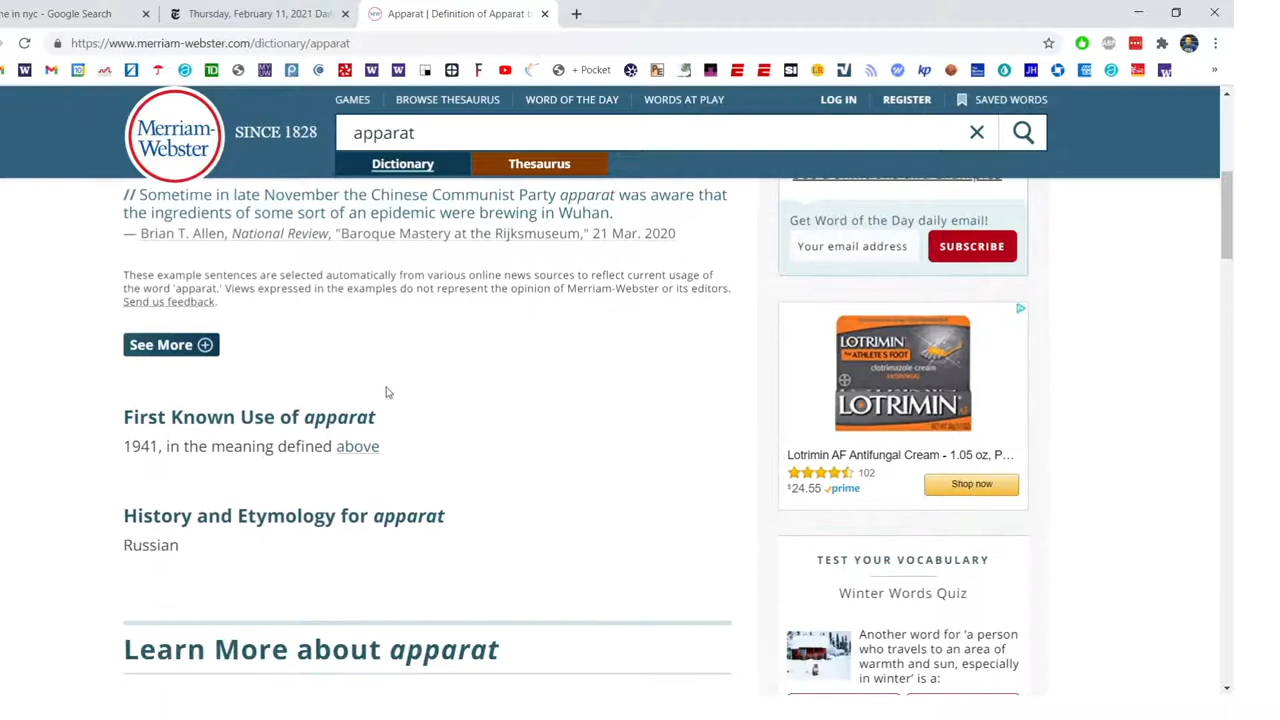 ne in nyc - Google Search
Thursday, February 11, 2021 Dai
Apparat | Definition of Apparat
https://www.merriam-webster.com/dictionary/apparat
+ Pocket
Merriam-
Webster
SINCE 1828
GAMES
BROWSE THESAURUS
WORD OF THE DAY
WORDS AT PLAY
LOG IN
REGISTER
SAVED WORDS
apparat
Dictionary
Thesaurus
// Sometime in late November the Chinese Communist Party apparat was aware that
the ingredients of some sort of an epidemic were brewing in Wuhan.
— Brian T. Allen, National Review, "Baroque Mastery at the Rijksmuseum," 21 Mar. 2020
These example sentences are selected automatically from various online news sources to reflect current usage of
the word 'apparat.' Views expressed in the examples do not represent the opinion of Merriam-Webster or its editors.
Send us feedback.
See More
First Known Use of apparat
1941, in the meaning defined above
History and Etymology for apparat
Russian
Learn More about apparat
Get Word of the Day daily email!
Your email address
SUBSCRIBE
LOTRIMIN
ATHLETE'S FOOT
clotrimazole cream
ANTIFUNGAL
LOTRIMIN
Lotrimin AF Antifungal Cream - 1.05 oz, P...
102
$24.55 prime
Shop now
TEST YOUR VOCABULARY
Winter Words Quiz
Another word for 'a person
who travels to an area of
warmth and sun, especially
in winter' is a: